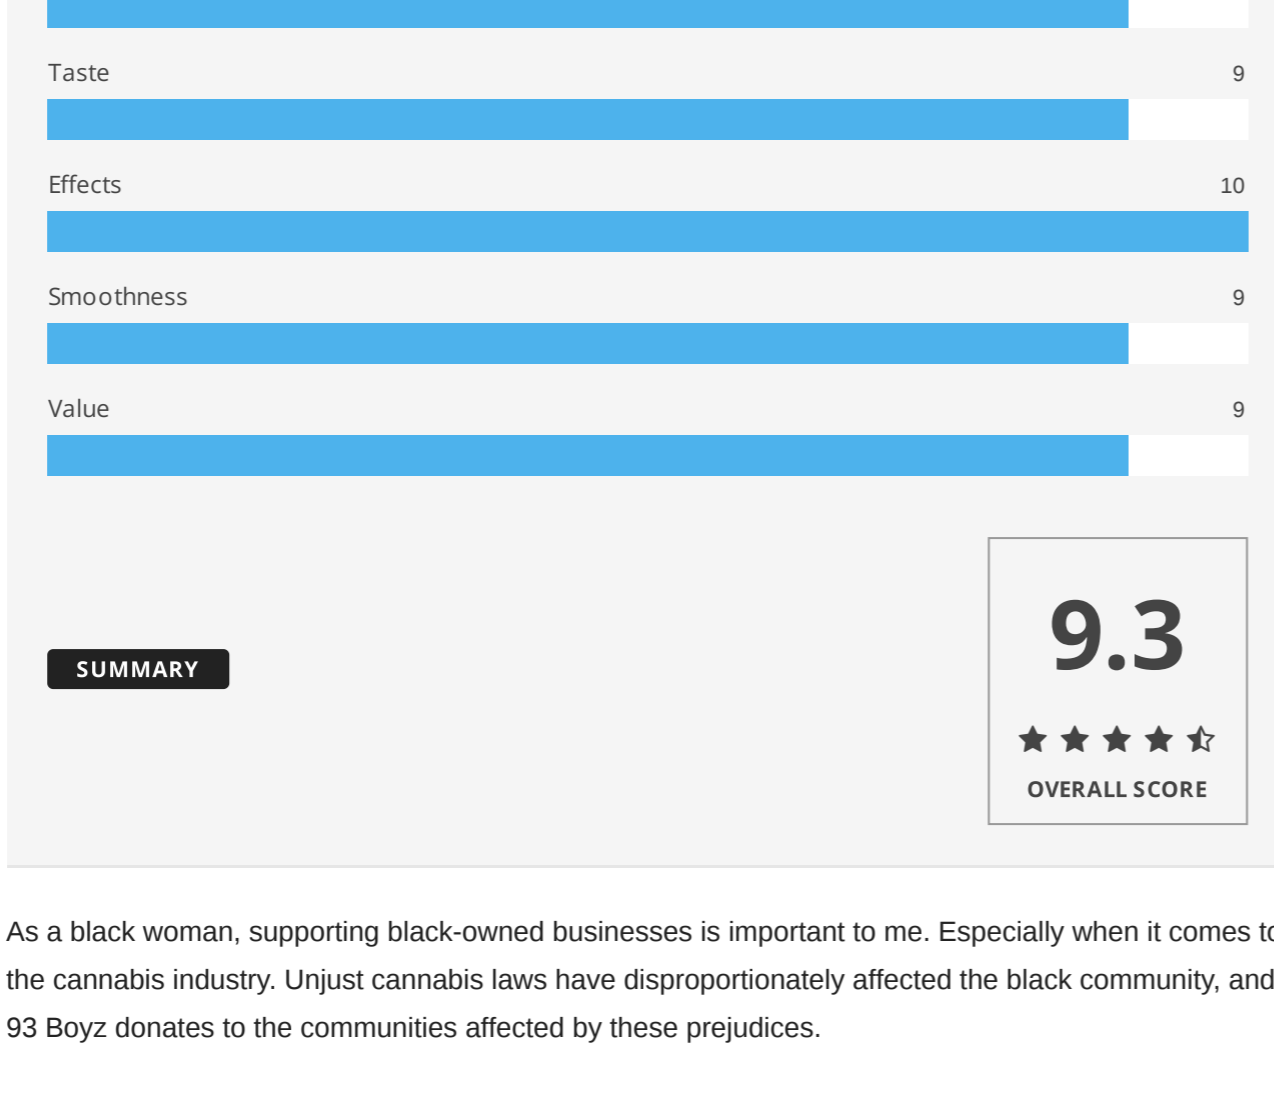 Taste 9
Effects 10
Smoothness 9
Value 9
9.3
SUMMARY
OVERALL SCORE
As a black woman, supporting black-owned businesses is important to me. Especially when it comes to
the cannabis industry. Unjust cannabis laws have disproportionately affected the black community, and
93 Boyz donates to the communities affected by these prejudices.